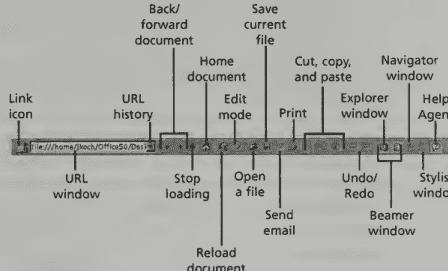 Back/
forward
document
Save
current
file
Home
document
Cut, copy,
and paste
Navigator
window
Link
icon
URL
history
Edit
mode
Print
Explorer
window
Help
Agen
file:///home/jkoch/Office50/Des
URL
window
Stop
loading
Open
a file
Undo/
Redo
Stylis
windo
Send
email
Beamer
window
Reload
document